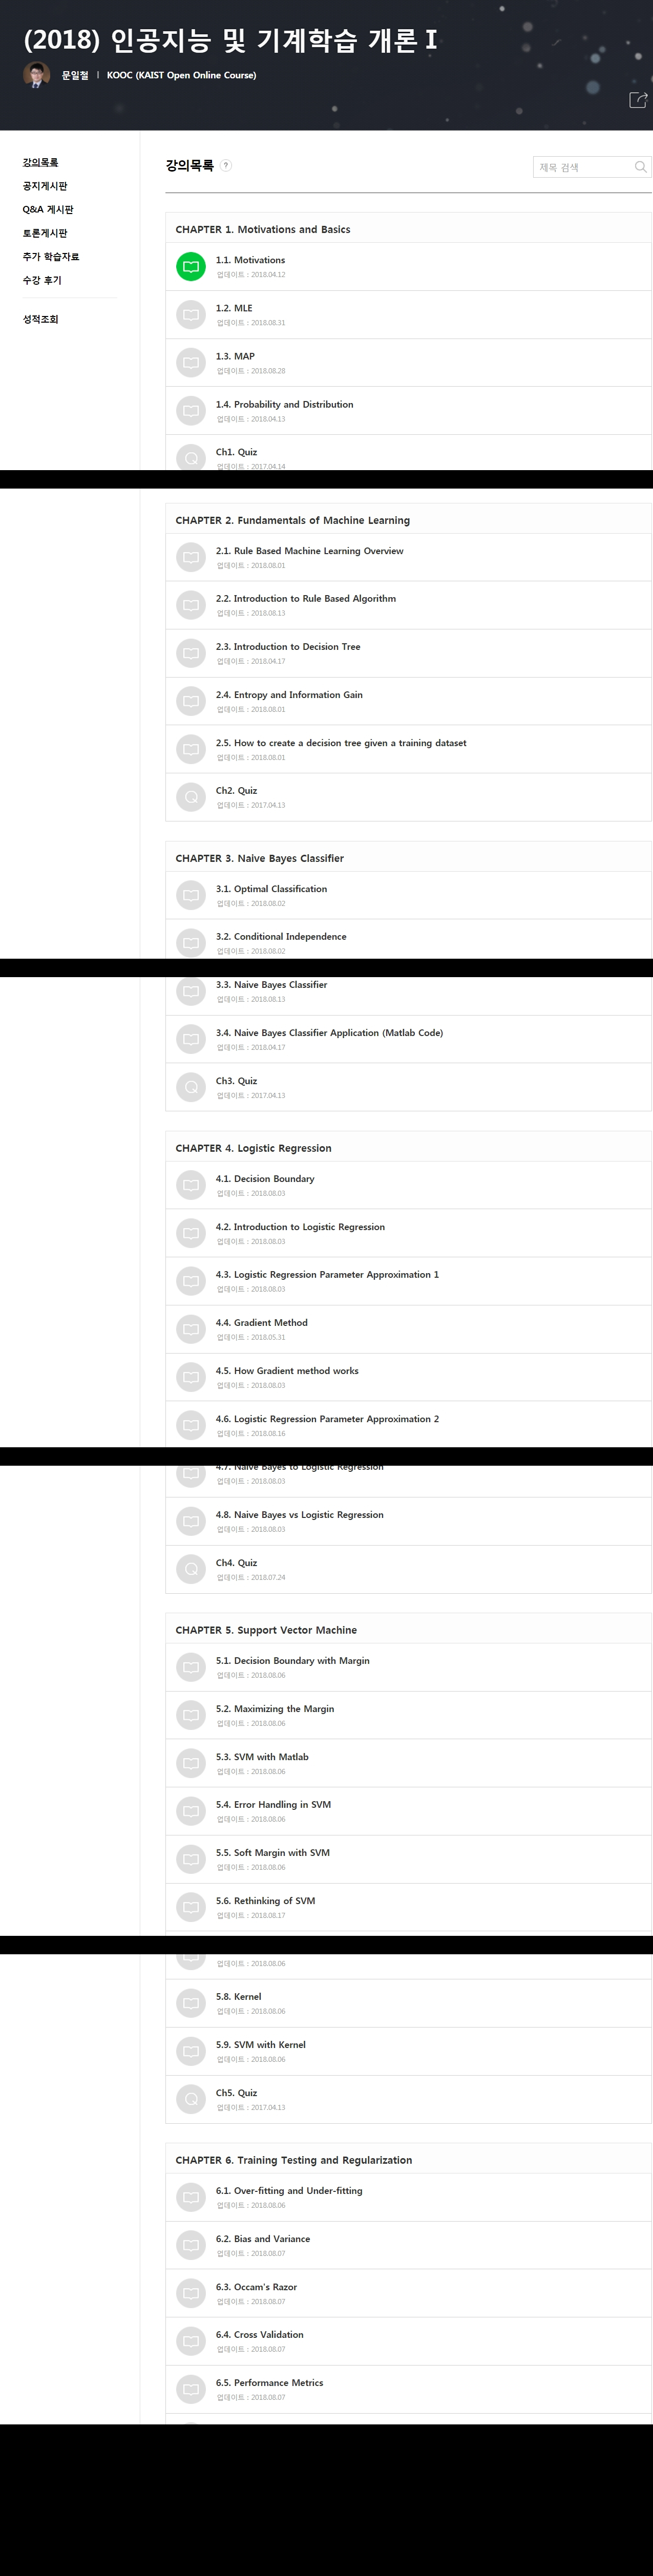 (2018) 인공지능 및 기계학습 개론 I
문일철 | KOOC (KAIST Open Online Course)
강의목록
공지게시판
Q&A 게시판
토론게시판
추가 학습자료
수강 후기
성적조회
강의목록 ?
제목 검색
CHAPTER 1. Motivations and Basics
1.1. Motivations
업데이트 : 2018.04.12
1.2. MLE
업데이트 : 2018.08.31
1.3. MAP
업데이트 : 2018.08.28
1.4. Probability and Distribution
업데이트 : 2018.04.13
Ch1. Quiz
업데이트 : 2017.04.14
CHAPTER 2. Fundamentals of Machine Learning
2.1. Rule Based Machine Learning Overview
업데이트 : 2018.08.01
2.2. Introduction to Rule Based Algorithm
업데이트 : 2018.08.13
2.3. Introduction to Decision Tree
업데이트 : 2018.04.17
2.4. Entropy and Information Gain
업데이트 : 2018.08.01
2.5. How to create a decision tree given a training dataset
업데이트 : 2018.08.01
Ch2. Quiz
업데이트 : 2017.04.13
CHAPTER 3. Naive Bayes Classifier
3.1. Optimal Classification
업데이트 : 2018.08.02
3.2. Conditional Independence
업데이트 : 2018.08.02
3.3. Naive Bayes Classifier
업데이트 : 2018.08.13
3.4. Naive Bayes Classifier Application (Matlab Code)
업데이트 : 2018.04.17
Ch3. Quiz
업데이트 : 2017.04.13
CHAPTER 4. Logistic Regression
4.1. Decision Boundary
업데이트 : 2018.08.03
4.2. Introduction to Logistic Regression
업데이트 : 2018.08.03
4.3. Logistic Regression Parameter Approximation 1
업데이트 : 2018.08.03
4.4. Gradient Method
업데이트 : 2018.05.31
4.5. How Gradient method works
업데이트 : 2018.08.03
4.6. Logistic Regression Parameter Approximation 2
업데이트 : 2018.08.16
4.7. Naive Bayes to Logistic Regression
업데이트 : 2018.08.03
4.8. Naive Bayes vs Logistic Regression
업데이트 : 2018.08.03
Ch4. Quiz
업데이트 : 2018.07.24
CHAPTER 5. Support Vector Machine
5.1. Decision Boundary with Margin
업데이트 : 2018.08.06
5.2. Maximizing the Margin
업데이트 : 2018.08.06
5.3. SVM with Matlab
업데이트 : 2018.08.06
5.4. Error Handling in SVM
업데이트 : 2018.08.06
5.5. Soft Margin with SVM
업데이트 : 2018.08.06
5.6. Rethinking of SVM
업데이트 : 2018.08.17
업데이트 : 2018.08.06
5.8. Kernel
업데이트 : 2018.08.06
5.9. SVM with Kernel
업데이트 : 2018.08.06
Ch5. Quiz
업데이트 : 2017.04.13
CHAPTER 6. Training Testing and Regularization
6.1. Over-fitting and Under-fitting
업데이트 : 2018.08.06
6.2. Bias and Variance
업데이트 : 2018.08.07
6.3. Occam's Razor
업데이트 : 2018.08.07
6.4. Cross Validation
업데이트 : 2018.08.07
6.5. Performance Metrics
업데이트 : 2018.08.07